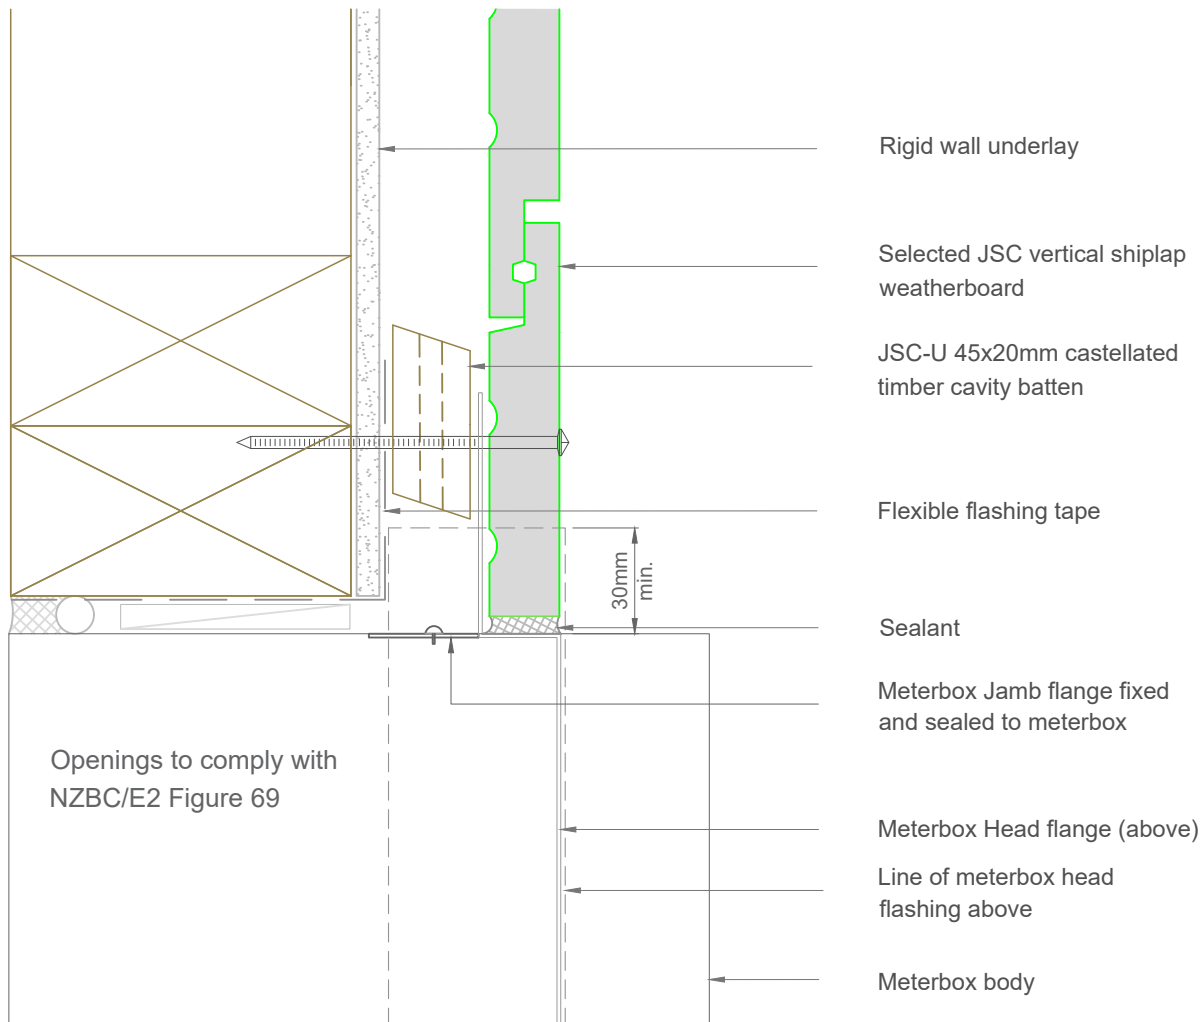 Rigid wall underlay
Selected JSC vertical shiplap
weatherboard
JSC-U 45x20mm castellated
timber cavity batten
Flexible flashing tape
30mm
min.
Sealant
Meterbox Jamb flange fixed
and sealed to meterbox
Openings to comply with
NZBC/E2 Figure 69
Meterbox Head flange (above)
Line of meterbox head
flashing above
Meterbox body